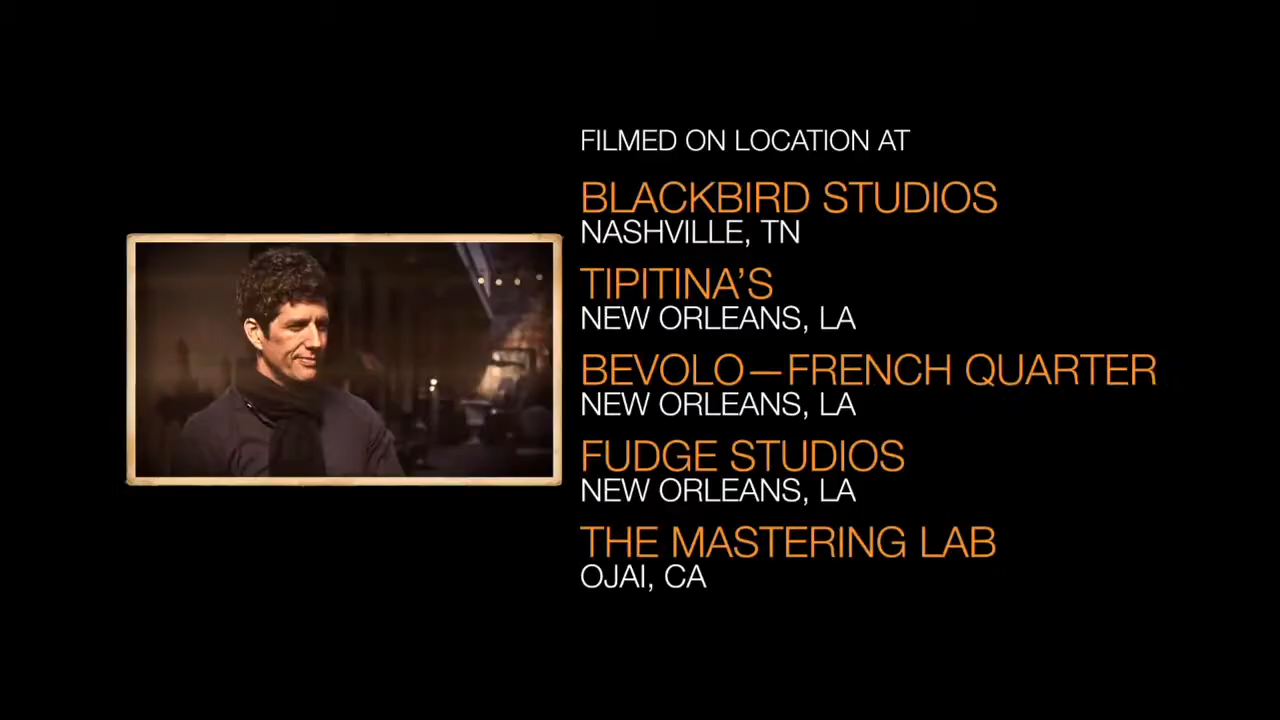 FILMED ON LOCATION AT
BLACKBIRD STUDIOS
NASHVILLE, TN
TIPITINA’S
NEW ORLEANS, LA
BEVOLO—FRENCH QUARTER
NEW ORLEANS, LA
FUDGE STUDIOS
NEW ORLEANS, LA
THE MASTERING LAB
OJAI, CA